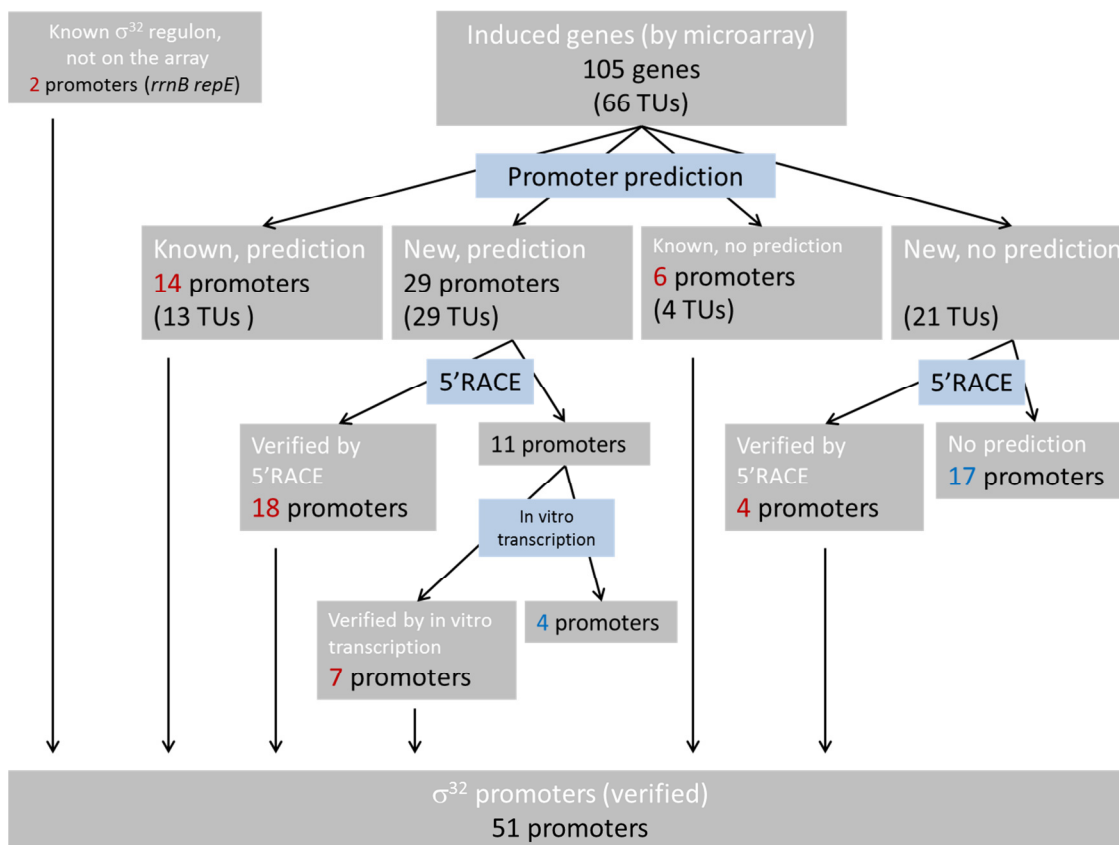 Known σ32 regulon,
not on the array
2 promoters (rrnB repE)
Induced genes (by microarray)
105 genes
(66 TUs)
Promoter prediction
Known, prediction
14 promoters
(13 TUs )
New, prediction
29 promoters
(29 TUs)
Known, no prediction
6 promoters
(4 TUs)
New, no prediction
(21 TUs)
5’RACE
5’RACE
Verified by
5’RACE
18 promoters
11 promoters
Verified by
5’RACE
4 promoters
No prediction
17 promoters
In vitro
transcription
Verified by in vitro
transcription
7 promoters
4 promoters
σ32 promoters (verified)
51 promoters